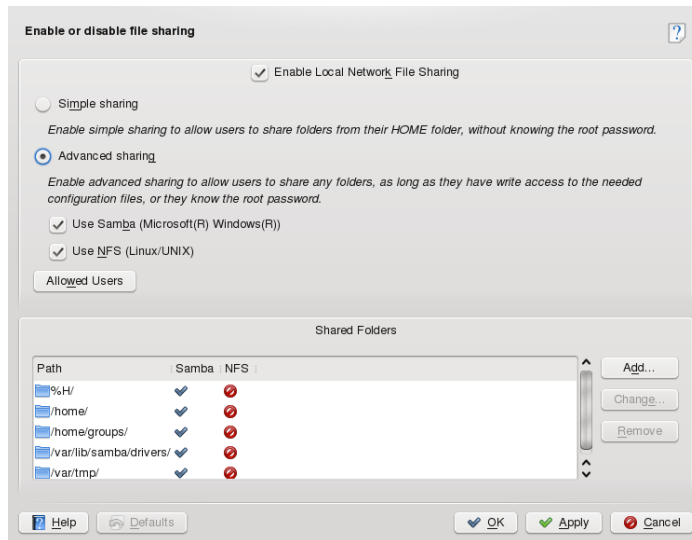 Enable or disable file sharing
Enable Local Network File Sharing
Simple sharing
Enable simple sharing to allow users to share folders from their HOME folder, without knowing the root password.
Advanced sharing
Enable advanced sharing to allow users to share any folders, as long as they have write access to the needed
configuration files, or they know the root password.
Use Samba (Microsoft(R) Windows(R))
Use NFS (Linux/UNIX)
Allowed Users
Shared Folders
Path Samba NFS
%H/
/home/
/home/groups/
/var/lib/samba/drivers/
/var/tmp/
Add...
Change...
Remove
Help Defaults OK Apply Cancel